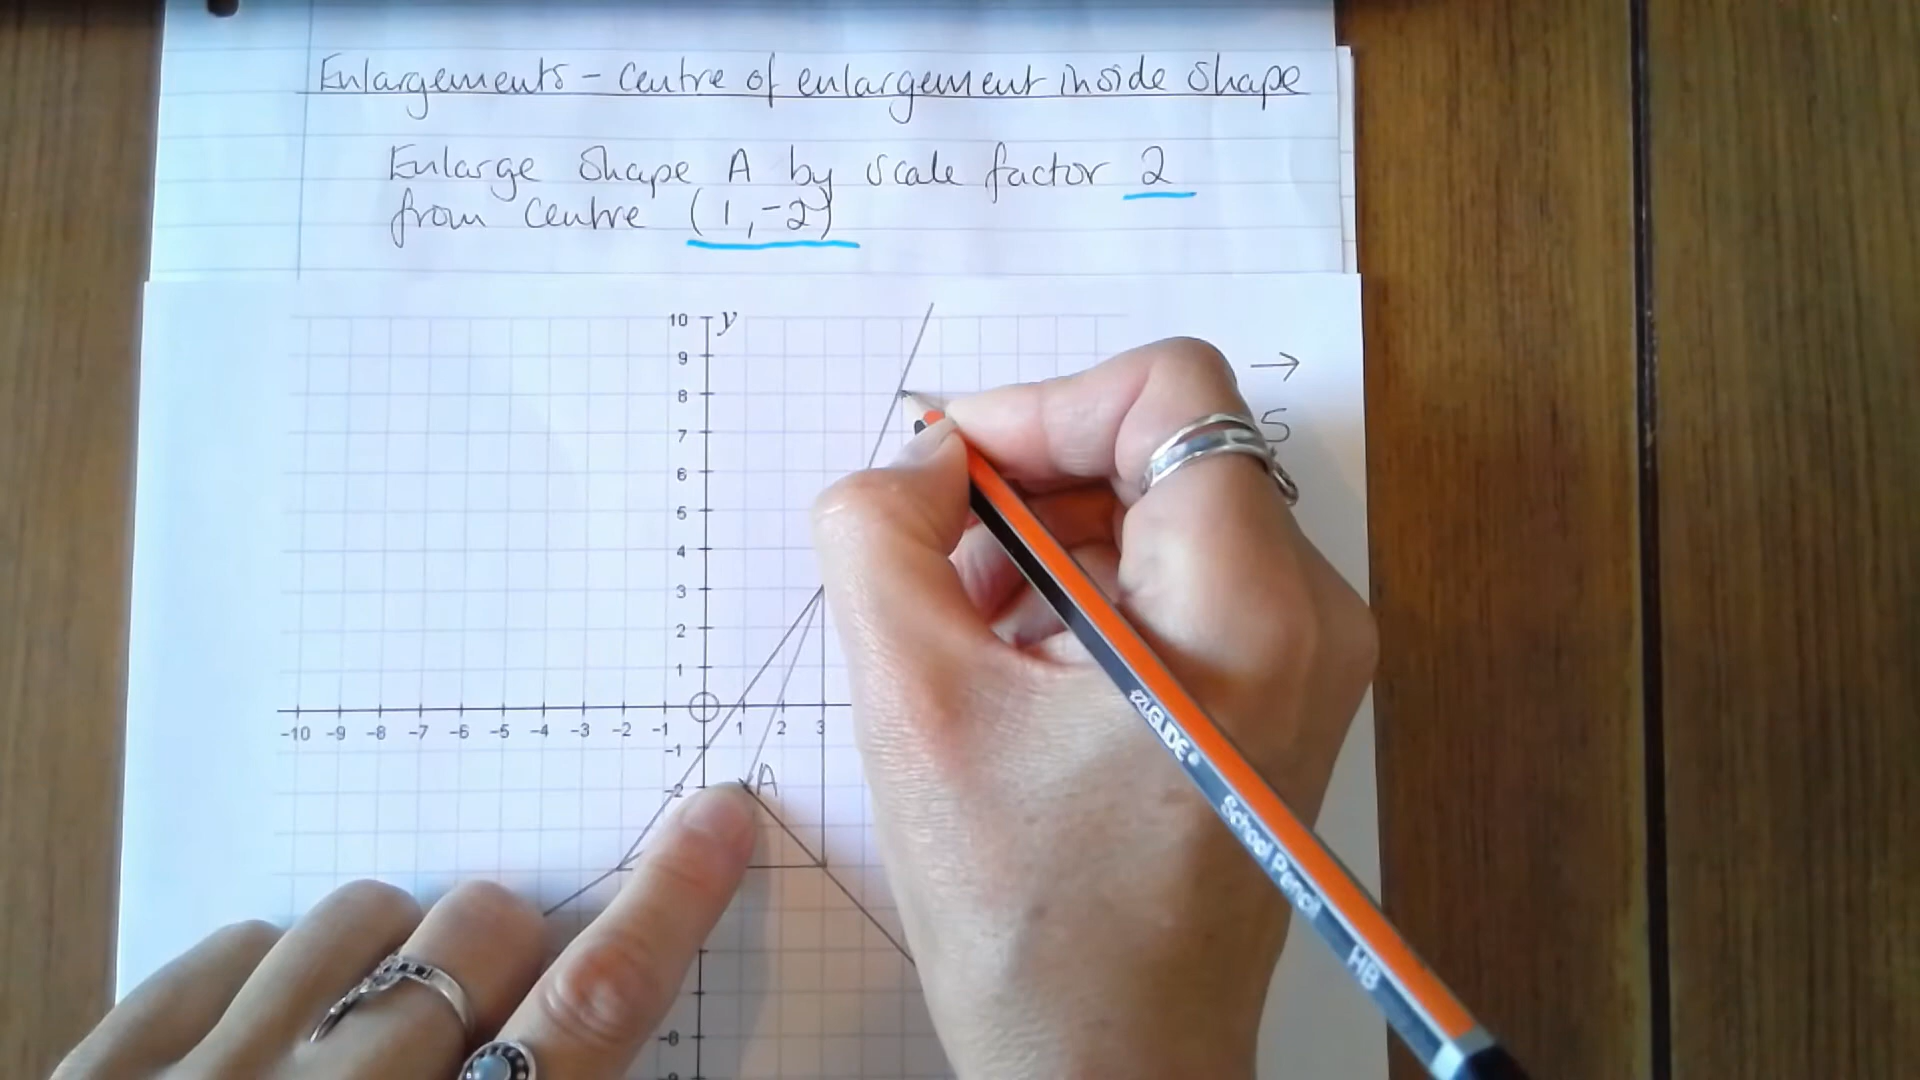 Enlargements - Centre of enlargement inside shape
Enlarge shape A by scale factor 2
from centre (1,-2)
10 y
9
8
7
6
5
4
3
2
1
-10 -9 -8 -7 -6 -5 -4 -3 -2 -1 1 2 3
-1
-2
A
-8
→
5
EZIGLIDE®
School Pencil
HB